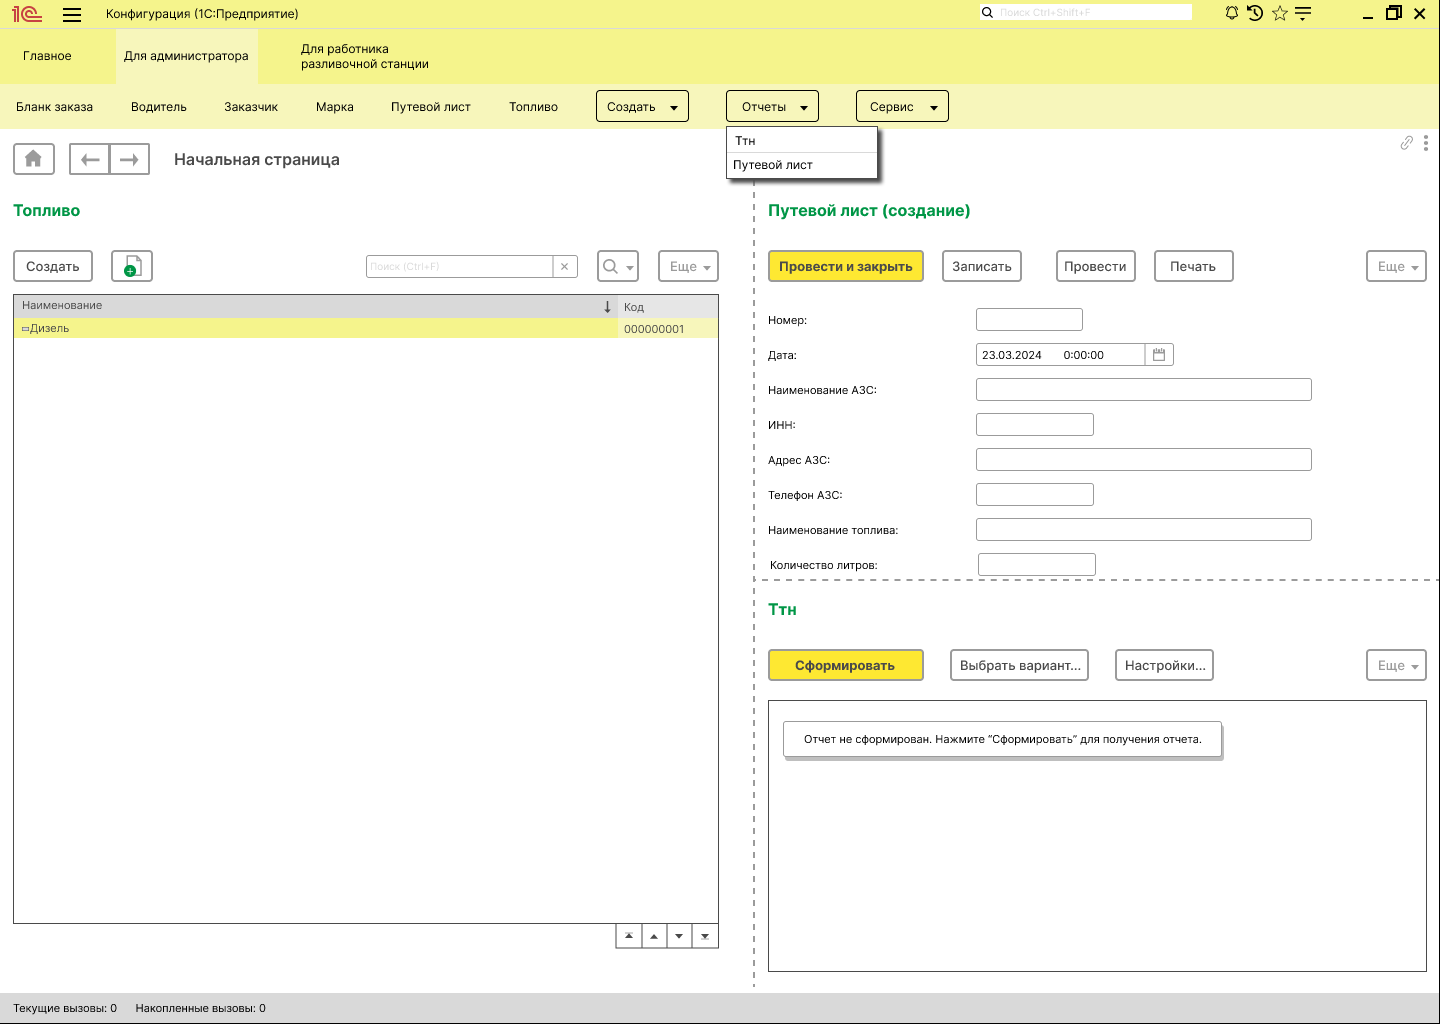 1С
Конфигурация (1С:Предприятие)
Поиск Ctrl+Shift+F
Главное
Для администратора
Для работника
разливочной станции
Бланк заказа
Водитель
Заказчик
Марка
Путевой лист
Топливо
Создать
Отчеты
Сервис
Ттн
Путевой лист
Начальная страница
Топливо
Создать
Поиск (Ctrl+F)
Еще
Наименование
Код
Дизель
000000001
Путевой лист (создание)
Провести и закрыть
Записать
Провести
Печать
Еще
Номер:
Дата:
23.03.2024 0:00:00
Наименование АЗС:
ИНН:
Адрес АЗС:
Телефон АЗС:
Наименование топлива:
Количество литров:
Ттн
Сформировать
Выбрать вариант...
Настройки...
Еще
Отчет не сформирован. Нажмите “Сформировать” для получения отчета.
Текущие вызовы: 0
Накопленные вызовы: 0